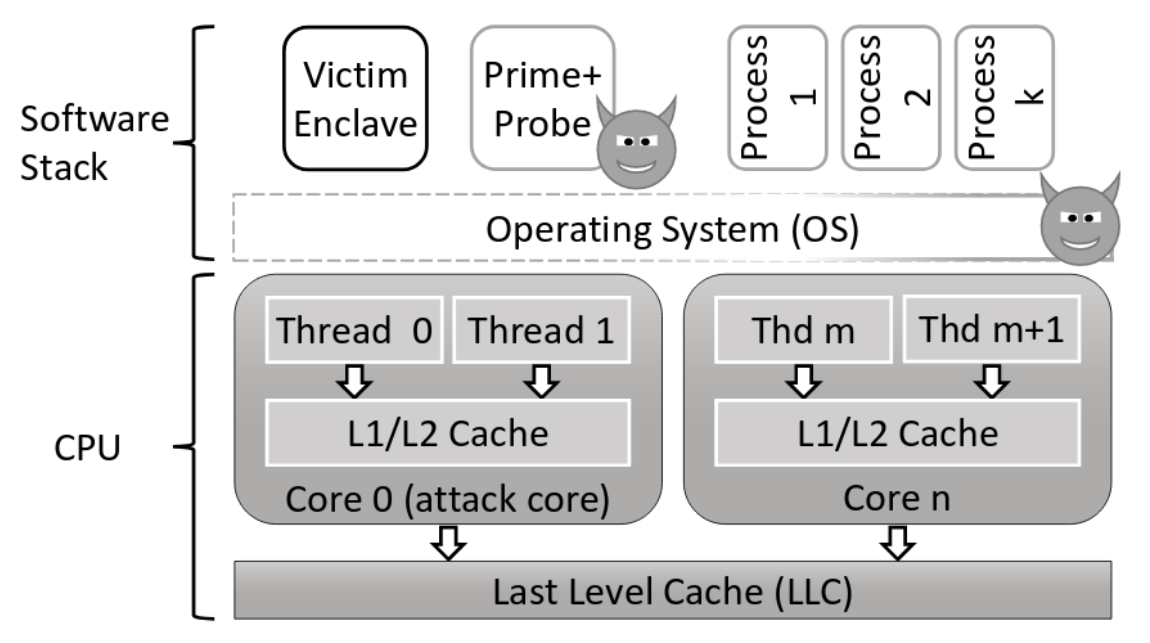 Software
Stack
Victim
Enclave
Prime+
Probe
Process
1
Process
2
Process
k
Operating System (OS)
CPU
Thread 0
Thread 1
Thd m
Thd m+1
L1/L2 Cache
L1/L2 Cache
Core 0 (attack core)
Core n
Last Level Cache (LLC)